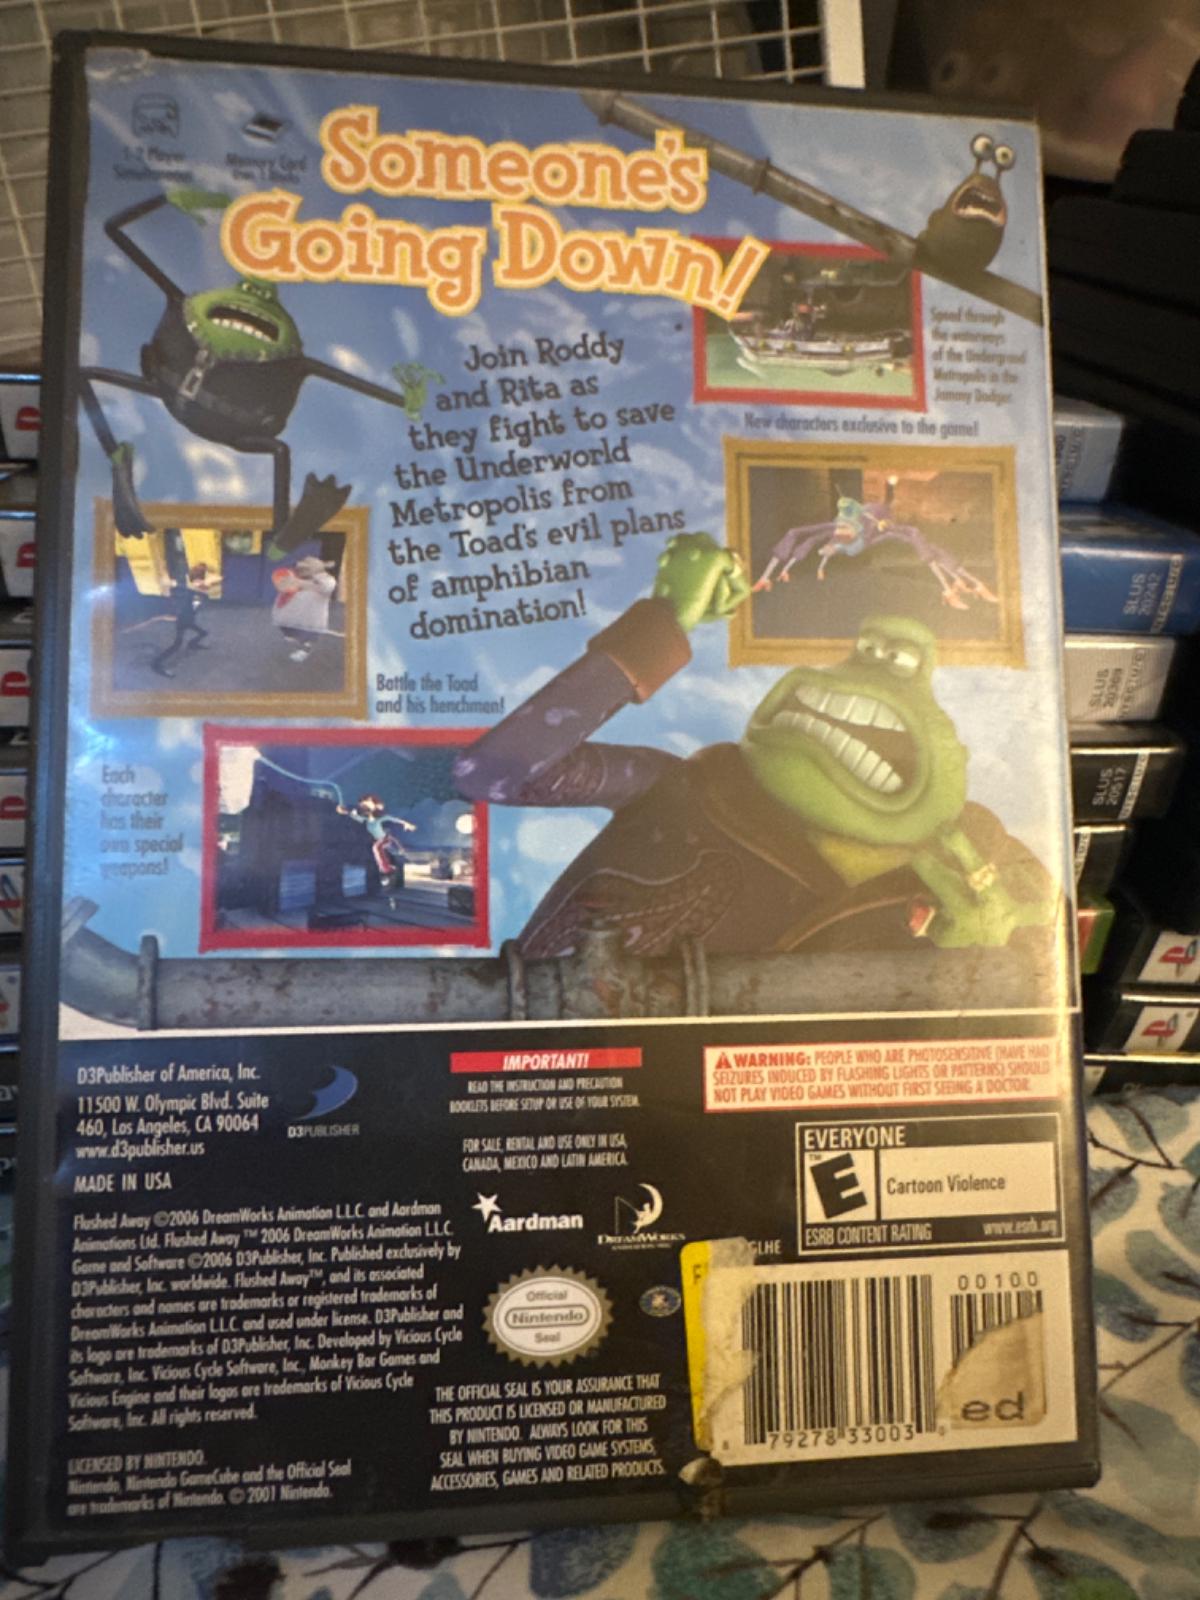 1-2 Player
Simultaneous
Memory Card
Someone's
Going Down!
Join Roddy
and Rita as
they fight to save
the Underworld
Metropolis from
the Toad's evil plans
of amphibian
domination!
Speed through
the waterways
of the Underground
Metropolis in the
Jammy Dodger.
New characters exclusive to the game!
Battle the Toad
and his henchmen!
Each
character
has their
own special
weapons!
D3Publisher of America, Inc.
11500 W. Olympic Blvd. Suite
460, Los Angeles, CA 90064
www.d3publisher.us
MADE IN USA
D3PUBLISHER
IMPORTANT!
READ THE INSTRUCTION AND PRECAUTION
BOOKLETS BEFORE SETUP OR USE OF YOUR SYSTEM.
FOR SALE, RENTAL AND USE ONLY IN USA,
CANADA, MEXICO AND LATIN AMERICA.
WARNING: PEOPLE WHO ARE PHOTOSENSITIVE (HAVE HAD
SEIZURES INDUCED BY FLASHING LIGHTS OR PATTERNS) SHOULD
NOT PLAY VIDEO GAMES WITHOUT FIRST SEEING A DOCTOR.
EVERYONE
E
Cartoon Violence
ESRB CONTENT RATING www.esrb.org
Flushed Away ©2006 DreamWorks Animation L.L.C. and Aardman
Animations Ltd. Flushed Away ™ 2006 DreamWorks Animation L.L.C.
Game and Software ©2006 D3Publisher, Inc. Published exclusively by
D3Publisher, Inc. worldwide. Flushed Away™, and its associated
characters and names are trademarks or registered trademarks of
DreamWorks Animation L.L.C. and used under license. D3Publisher and
its logo are trademarks of D3Publisher, Inc. Developed by Vicious Cycle
Software, Inc. Vicious Cycle Software, Inc., Monkey Bar Games and
Vicious Engine and their logos are trademarks of Vicious Cycle
Software, Inc. All rights reserved.
LICENSED BY NINTENDO.
Nintendo, Nintendo GameCube and the Official Seal
are trademarks of Nintendo. © 2001 Nintendo.
Aardman
DREAMWORKS
GLHE
Official
Nintendo
Seal
THE OFFICIAL SEAL IS YOUR ASSURANCE THAT
THIS PRODUCT IS LICENSED OR MANUFACTURED
BY NINTENDO. ALWAYS LOOK FOR THIS
SEAL WHEN BUYING VIDEO GAME SYSTEMS,
ACCESSORIES, GAMES AND RELATED PRODUCTS.
00100
ed
8 79278 33003 0
SLUS
20242
SLUS
20369
SLUS
20517